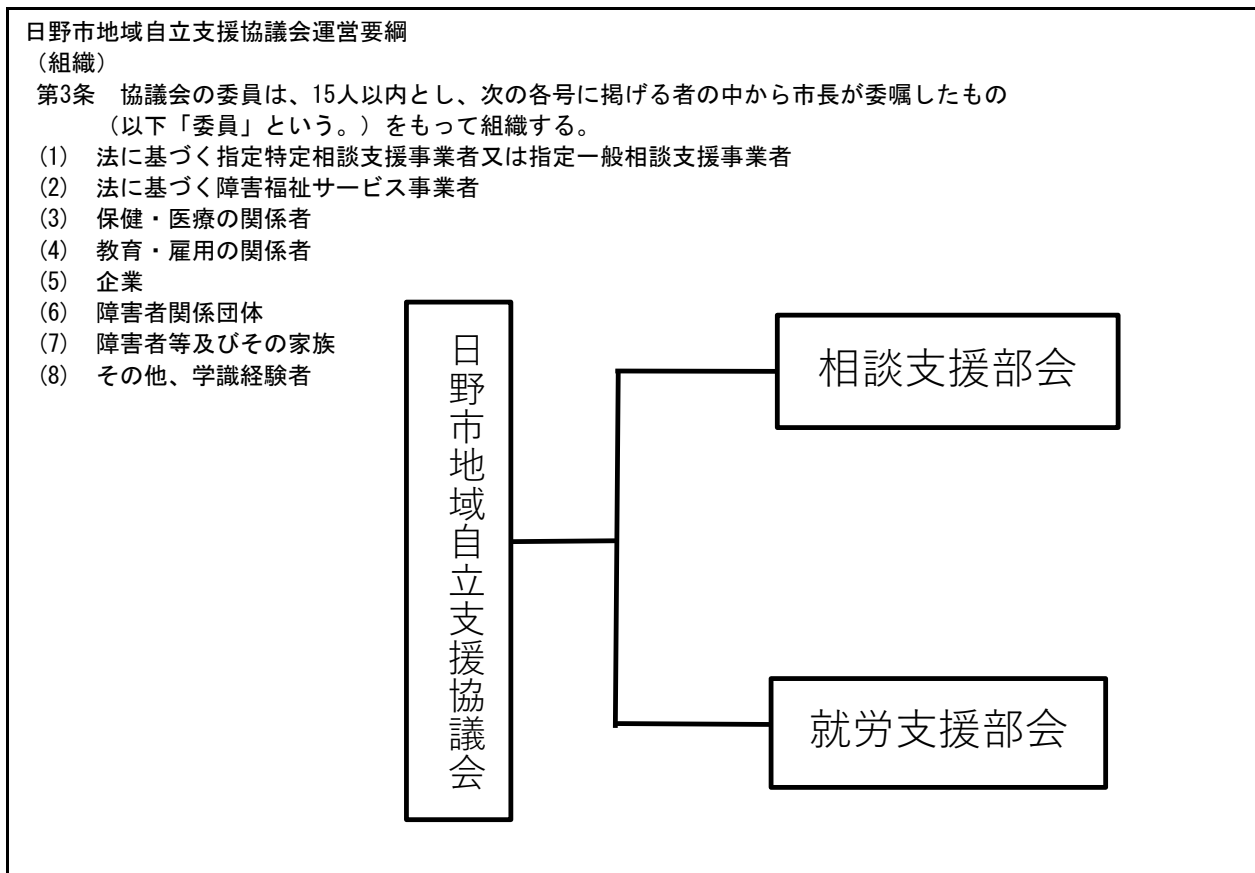 日野市地域自立支援協議会運営要綱
（組織）
第3条　協議会の委員は、15人以内とし、次の各号に掲げる者の中から市長が委嘱したもの
（以下「委員」という。）をもって組織する。
(1)　法に基づく指定特定相談支援事業者又は指定一般相談支援事業者
(2)　法に基づく障害福祉サービス事業者
(3)　保健・医療の関係者
(4)　教育・雇用の関係者
(5)　企業
(6)　障害者関係団体
(7)　障害者等及びその家族
(8)　その他、学識経験者
日野市地域自立支援協議会
相談支援部会
就労支援部会